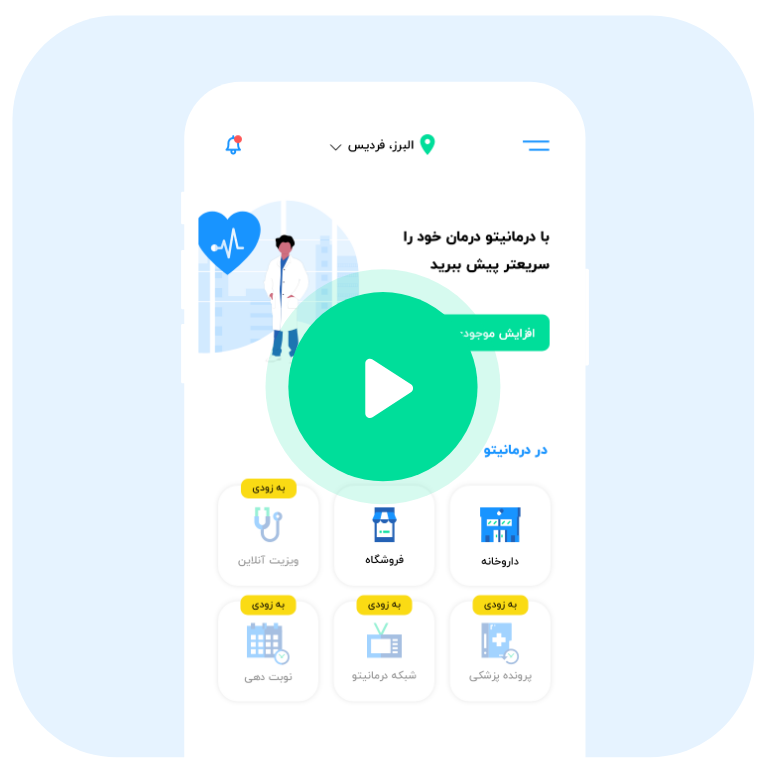 البرز، فردیس
با درمانیتو درمان خود را
سریعتر پیش ببرید
افزایش
در درمانیتو
داروخانه
فروشگاه
به زودی
ویزیت آنلاین
به زودی
پرونده پزشکی
به زودی
شبکه درمانیتو
به زودی
نوبت دهی